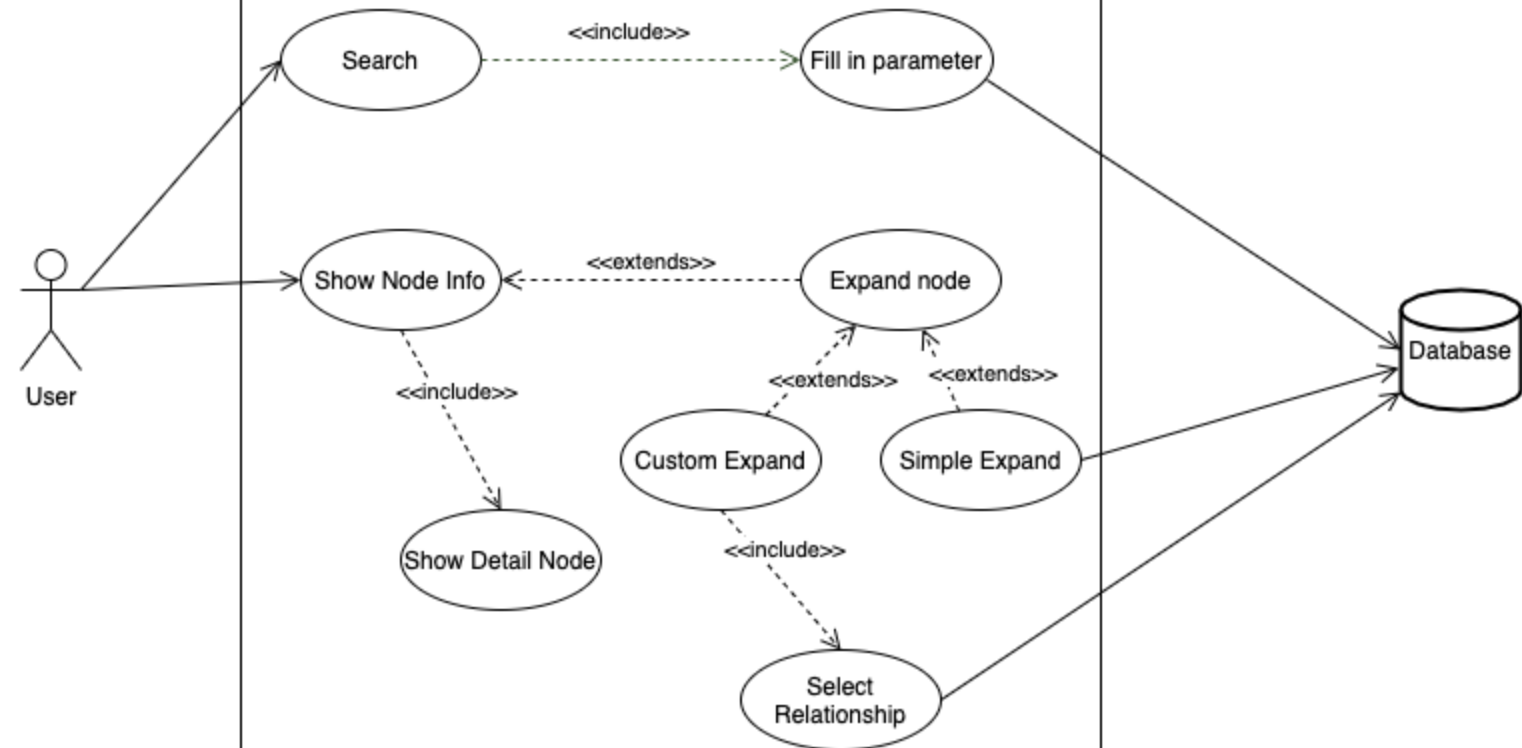 Search
<<include>>
Fill in parameter
User
Show Node Info
<<extends>>
Expand node
Database
<<include>>
<<extends>>
<<extends>>
Custom Expand
Simple Expand
Show Detail Node
<<include>>
Select
Relationship